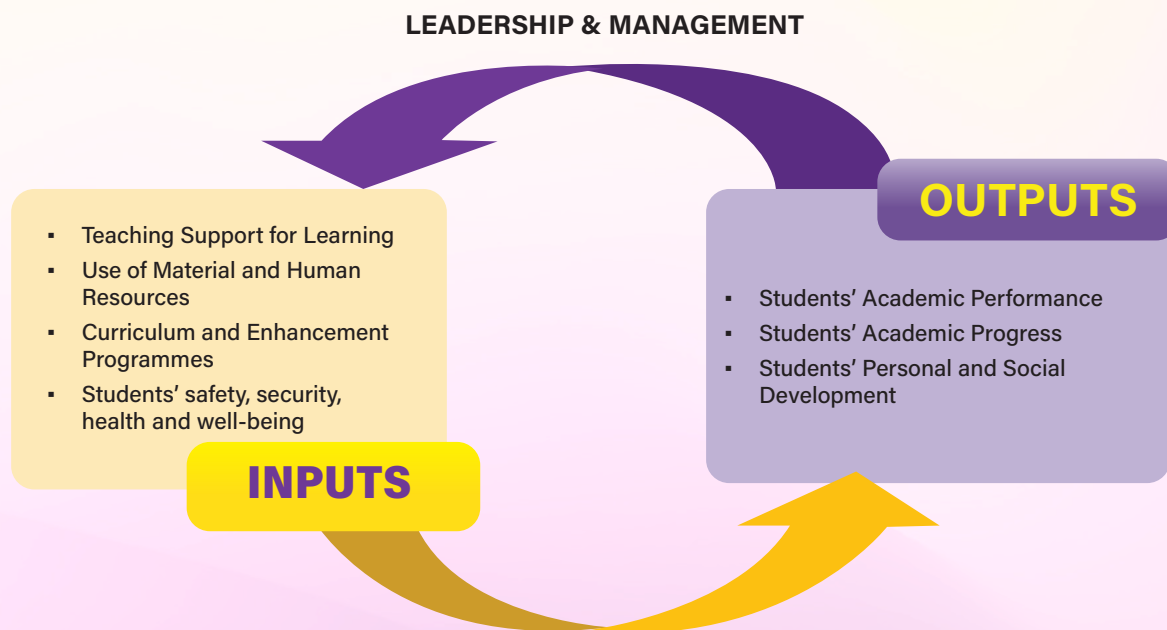 LEADERSHIP & MANAGEMENT
▪ Teaching Support for Learning
▪ Use of Material and Human
Resources
▪ Curriculum and Enhancement
Programmes
▪ Students’ safety, security,
health and well-being
INPUTS
OUTPUTS
▪ Students’ Academic Performance
▪ Students’ Academic Progress
▪ Students’ Personal and Social
Development